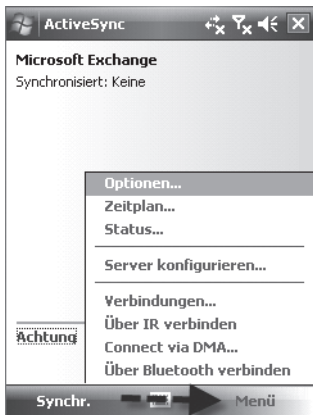 ActiveSync
Microsoft Exchange
Synchronisiert: Keine
Optionen...
Zeitplan...
Status...
Server konfigurieren...
Verbindungen...
Über IR verbinden
Connect via DMA...
Über Bluetooth verbinden
Achtung
Synchr.
Menü